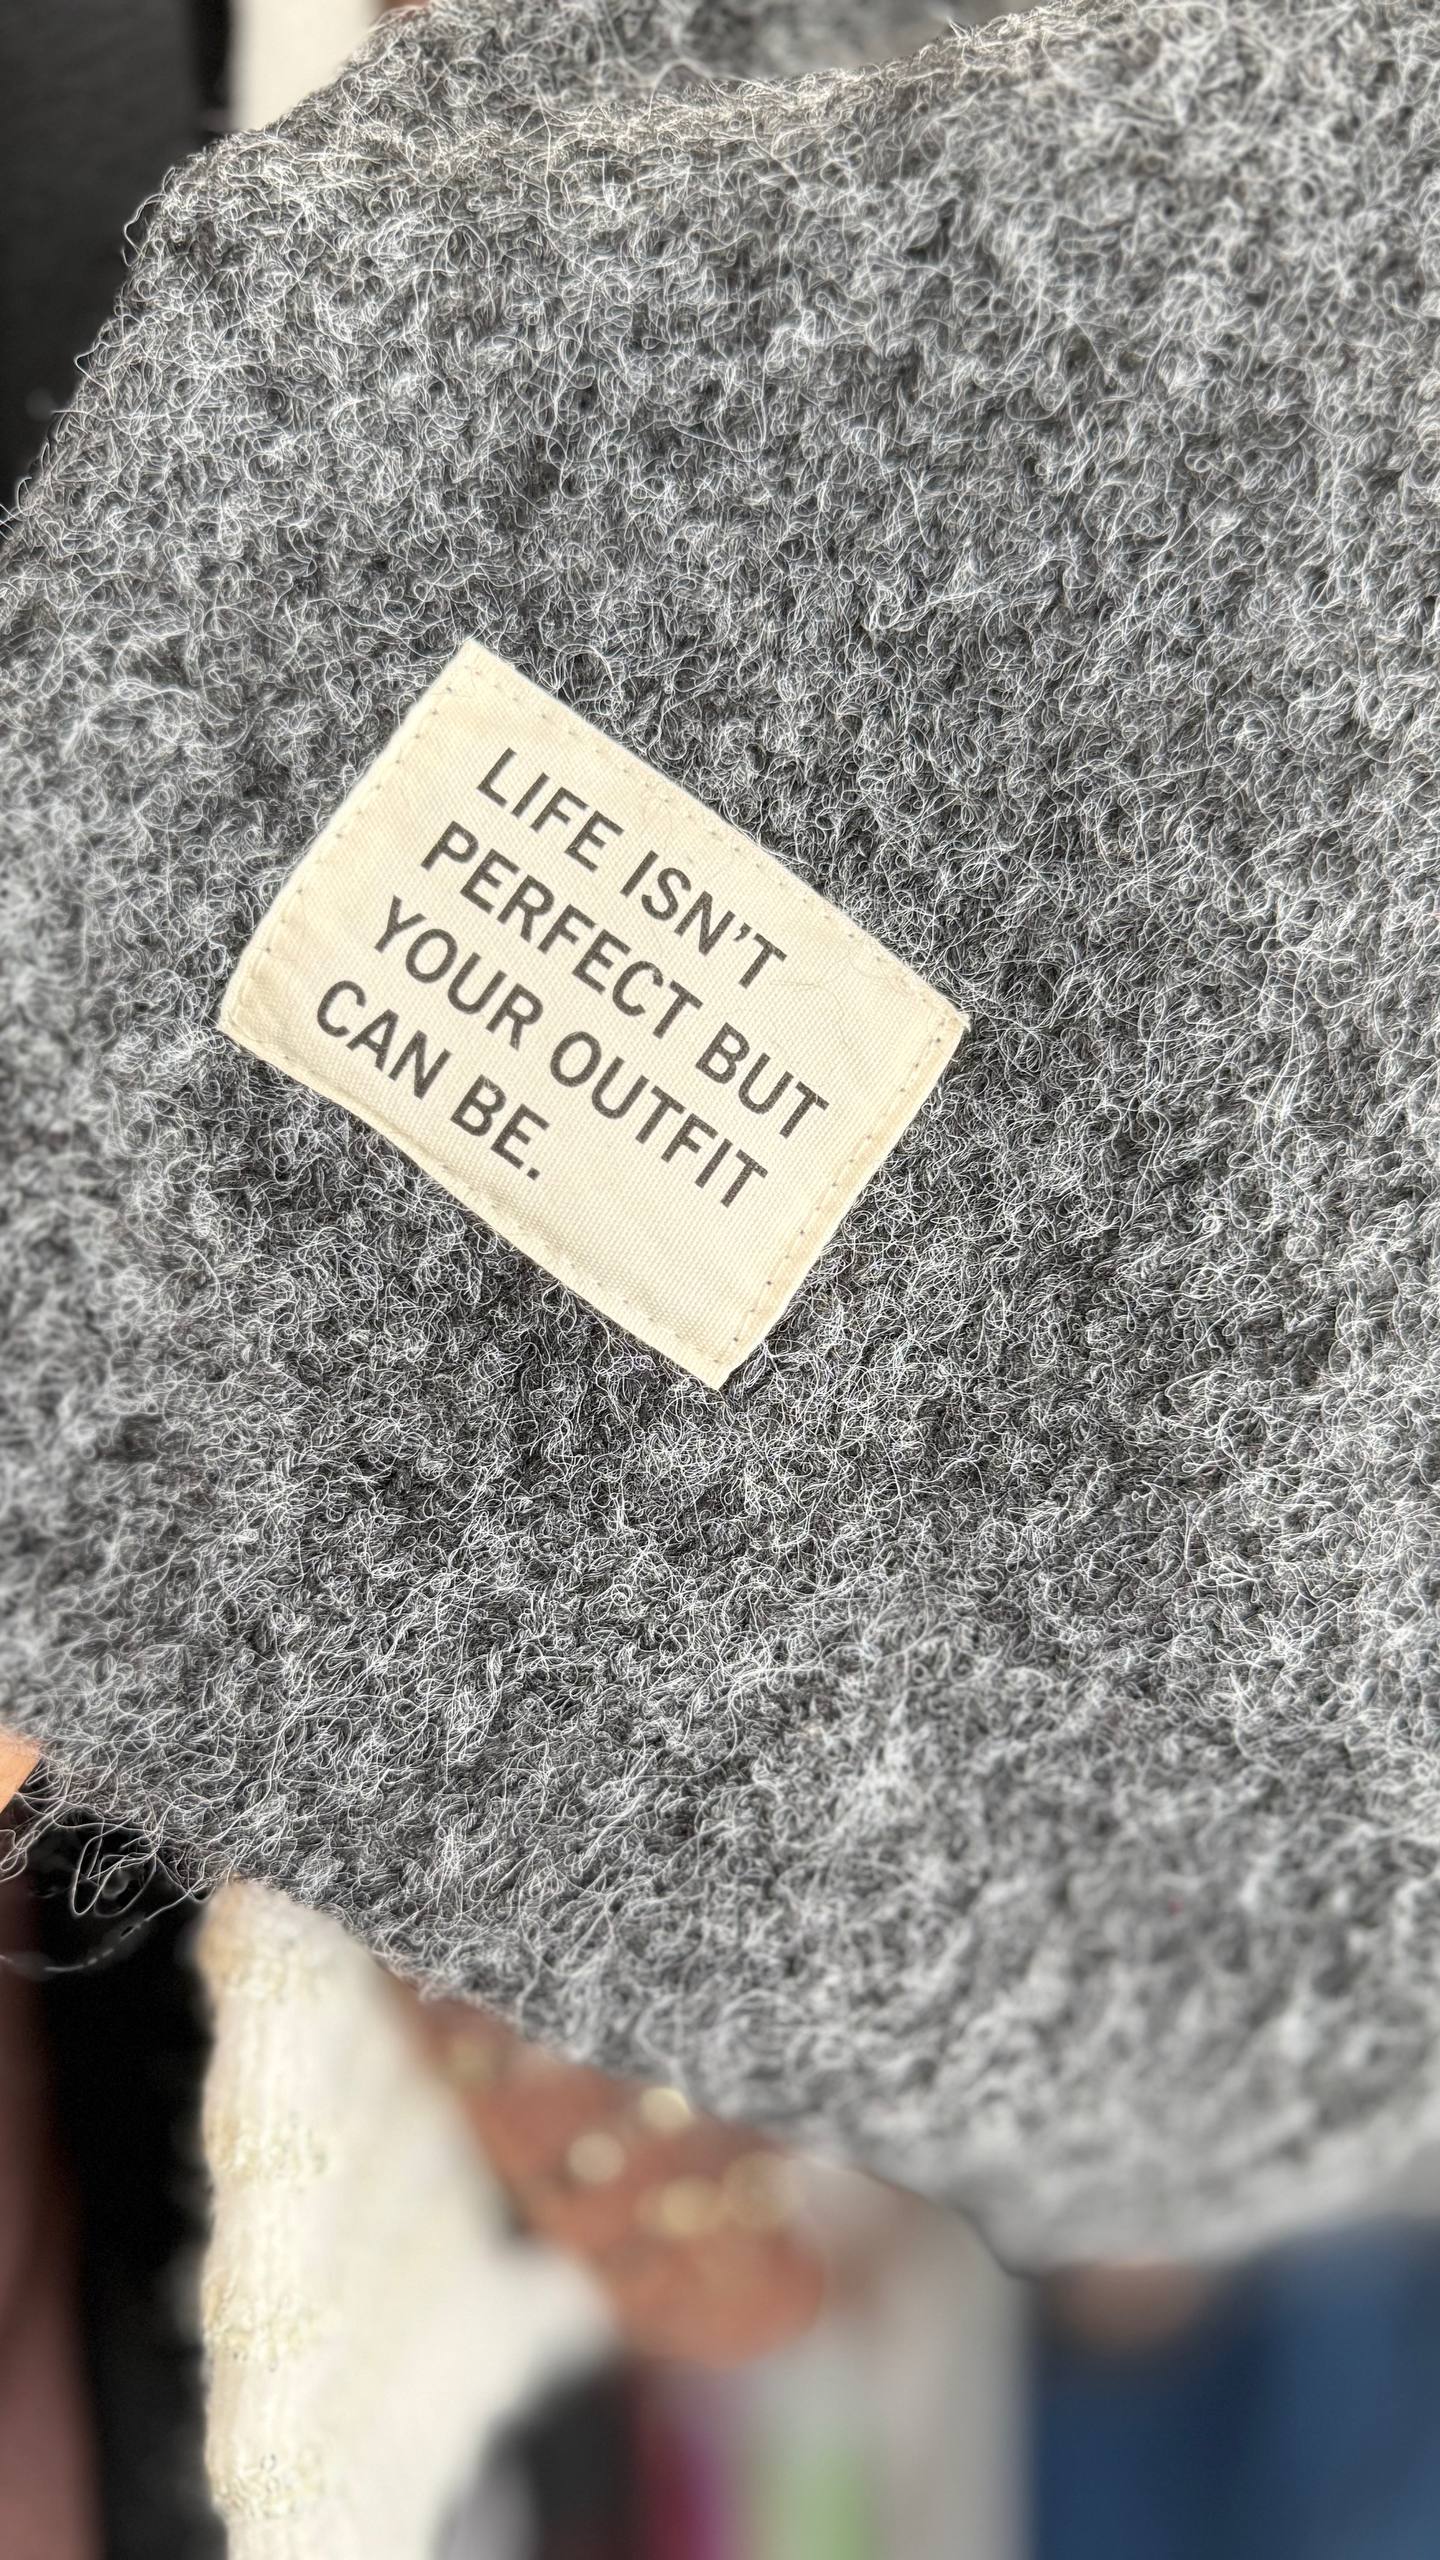 LIFE ISN'T
PERFECT BUT
YOUR OUTFIT
CAN BE.